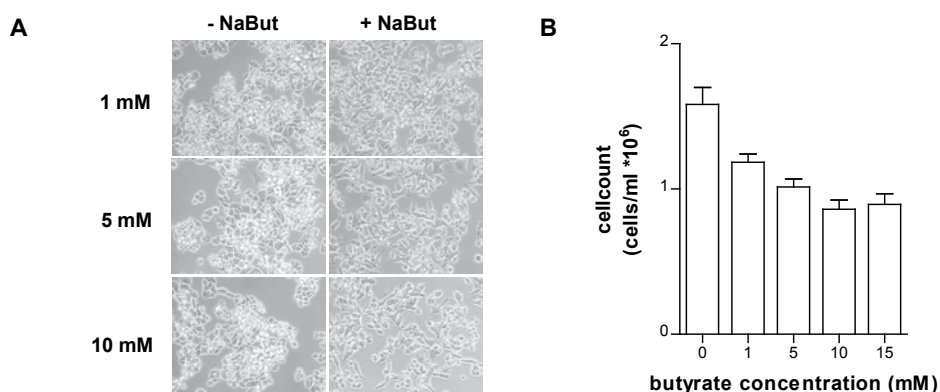 A
- NaBut
+ NaBut
1 mM
5 mM
10 mM
B
cellcount
(cells/ml *10⁶)
2
1
0
0 1 5 10 15
butyrate concentration (mM)